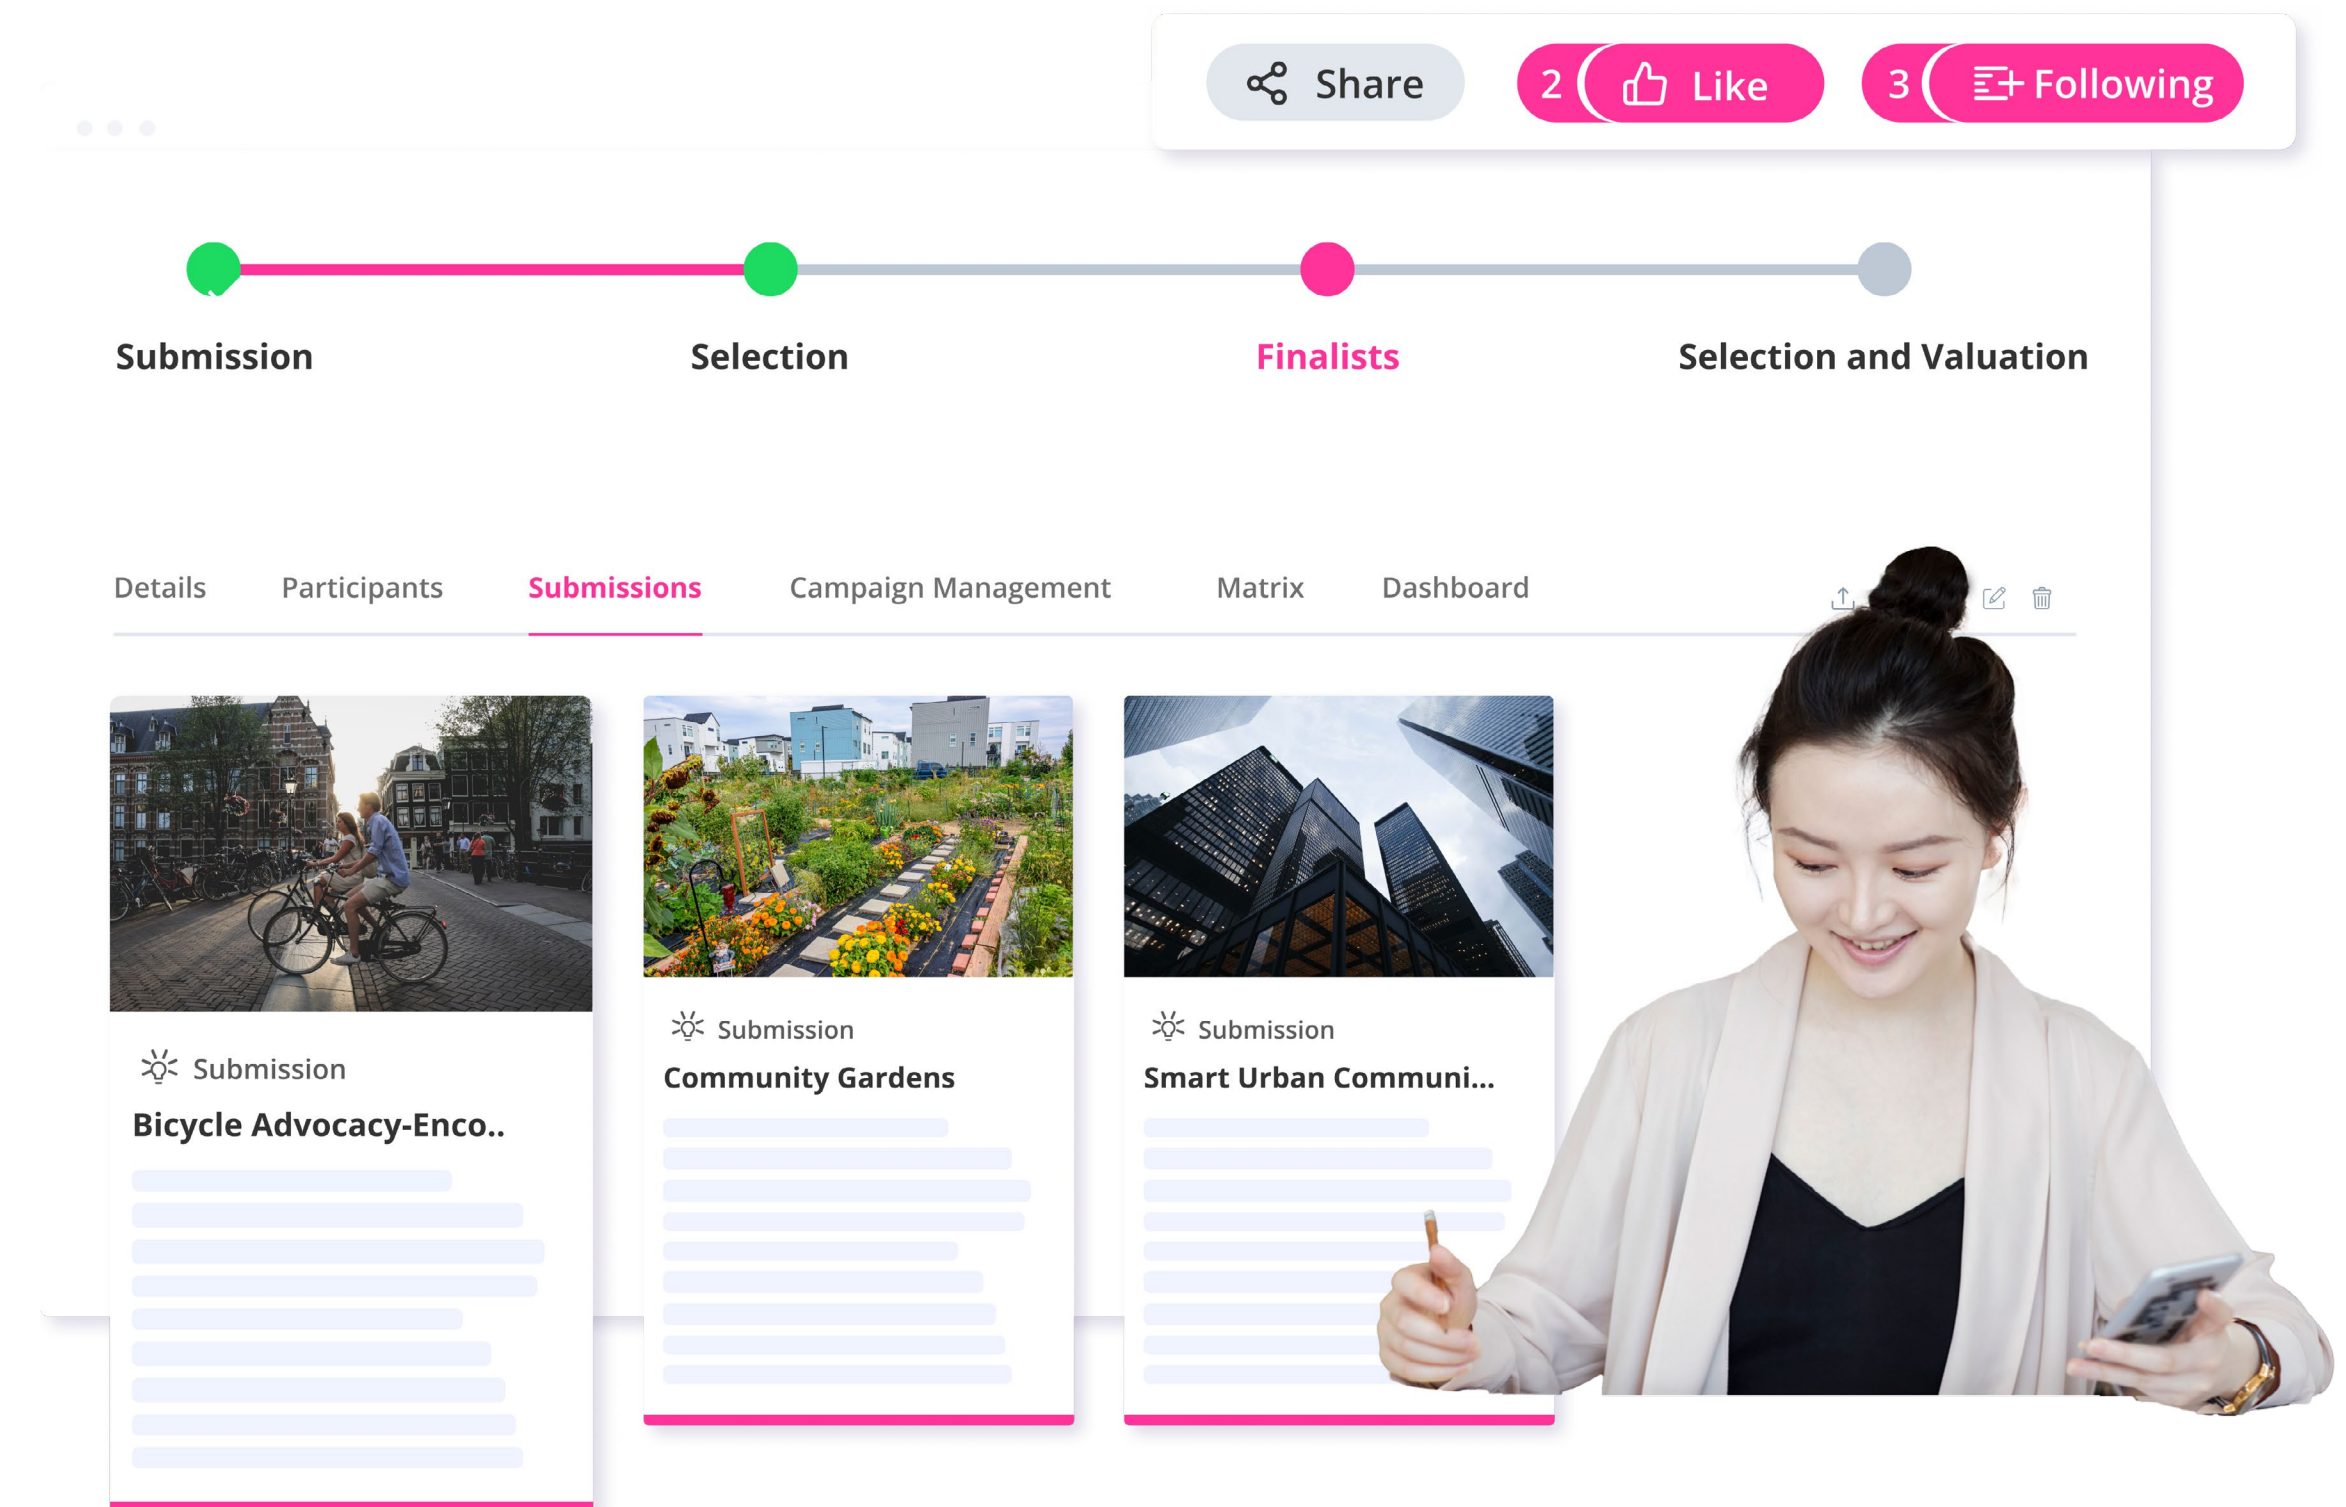 Share
2 Like
3 Following
Submission
Selection
Finalists
Selection and Valuation
Details
Participants
Submissions
Campaign Management
Matrix
Dashboard
Submission
Bicycle Advocacy-Enco..
Submission
Community Gardens
Submission
Smart Urban Communi...